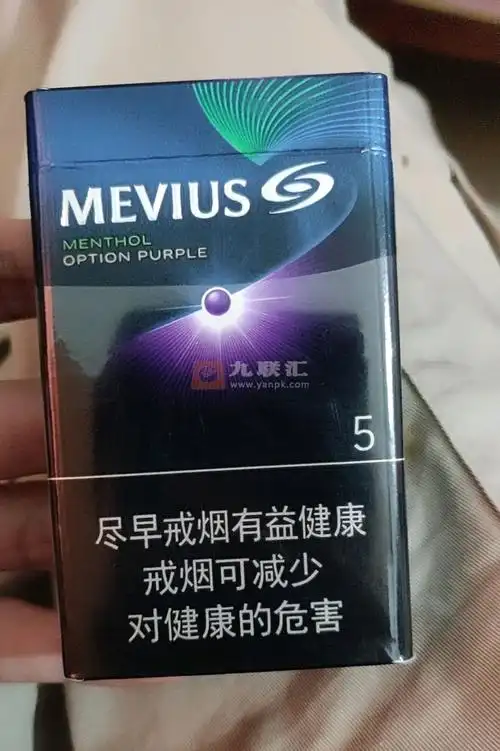 MEVIUS
MENTHOL
OPTION PURPLE
九联汇
www.yanpk.com
5
尽早戒烟有益健康
戒烟可减少
对健康的危害